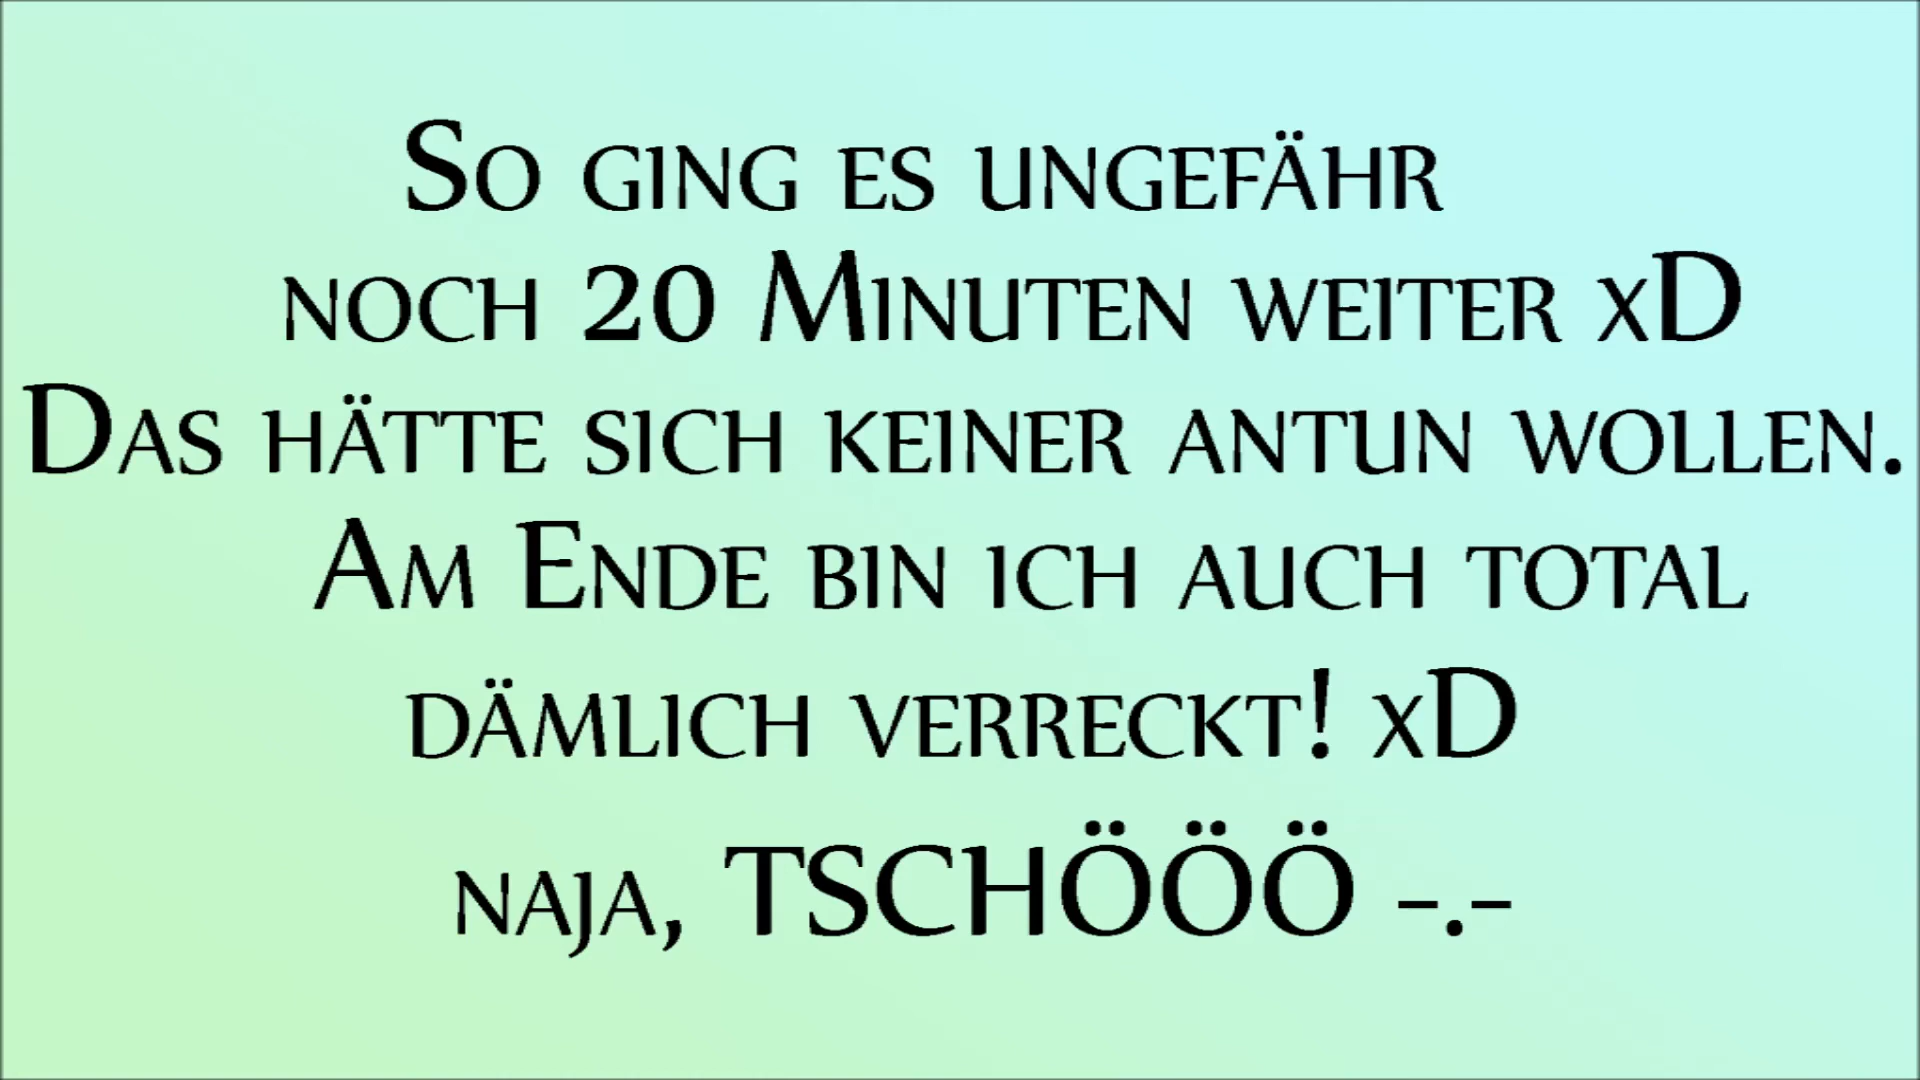 So ging es ungefähr
noch 20 Minuten weiter xD
Das hätte sich keiner antun wollen.
Am Ende bin ich auch total
dämlich verreckt! xD
naja, TSCHÖÖÖ -.-